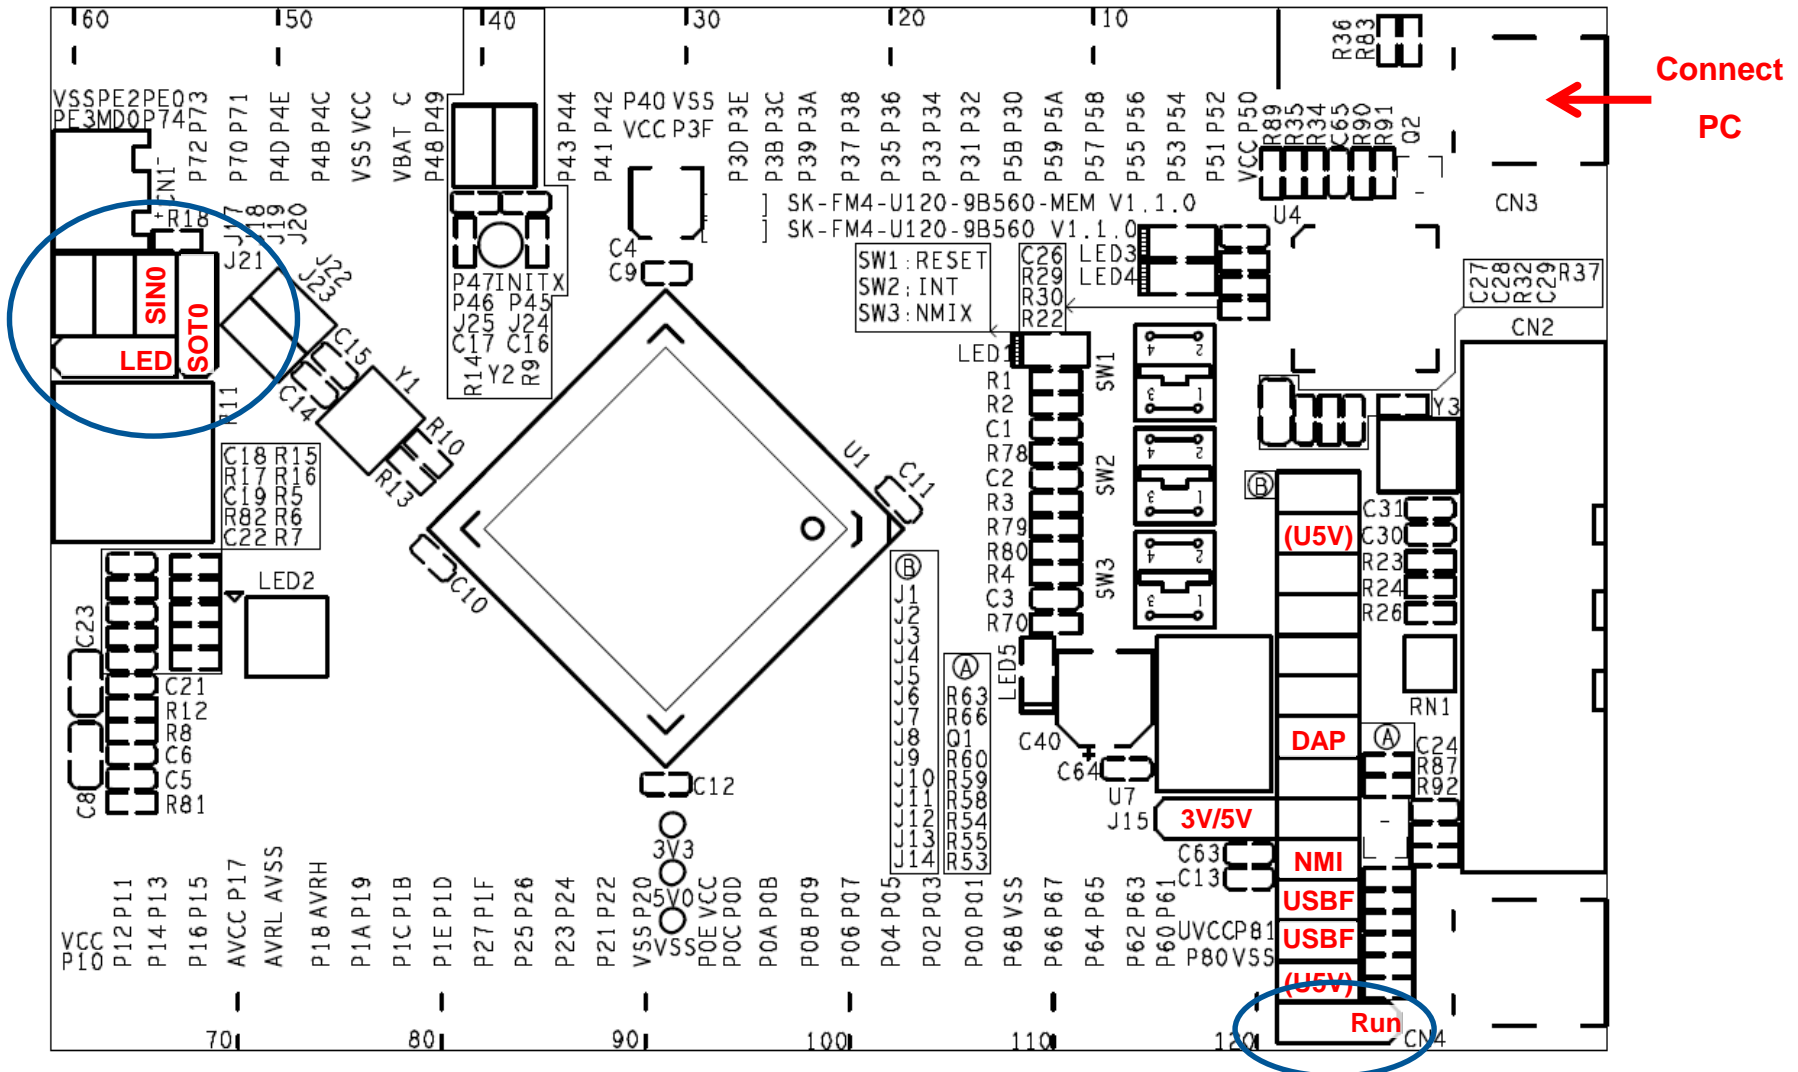 60 50 40 30 20 10
R36
R83
Connect
PC
VSSPE2PE0
PE3MD0P74
P72 P73
P70 P71
P4D P4E
P4B P4C
VSS VCC
VBAT C
P48 P49
P43 P44
P41 P42
P40 VSS
VCC P3F
P3D P3E
P3B P3C
P39 P3A
P37 P38
P35 P36
P33 P34
P31 P32
P5B P30
P59 P5A
P57 P58
P55 P56
P53 P54
P51 P52
VCC P50
R89
R35
R34
C65
R90
R91
Q2
CN3
CN1
R18
J17
J18
J19
J20
J21
J22
J23
[ ] SK-FM4-U120-9B560-MEM V1.1.0
[ ] SK-FM4-U120-9B560 V1.1.0
U4
C4
C9
SW1:RESET
SW2:INT
SW3:NMIX
C26
R29
R30
R22
LED3
LED4
C27
C28
R32
C29
R37
CN2
P47INITX
P46 P45
J25 J24
C17 C16
R14 Y2 R9
SIN0
SOT0
LED
R11
C15
C14
Y1
R10
R13
C18 R15
R17 R16
C19 R5
R82 R6
C22 R7
LED1
R1
R2
C1
R78
C2
R3
R79
R80
R4
C3
R70
SW1
4 2
3 1
SW2
4 2
3 1
SW3
4 2
3 1
Y3
U1
C11
C10
B
(U5V)
C31
C30
R23
R24
R26
RN1
LED2
C23
C21
R12
R8
C6
C5
R81
C8
B
J1
J2
J3
J4
J5
J6
J7
J8
J9
J10
J11
J12
J13
J14
A
R63
R66
Q1
R60
R59
R58
R54
R55
R53
LED5
C40
C64
U7
J15
3V/5V
DAP
A
C24
R87
R92
C12
3V3
5V0
VSS
C63
C13
NMI
USBF
USBF
(U5V)
Run
CN4
VCC
P10
P12 P11
P14 P13
P16 P15
AVCC P17
AVRL AVSS
P18 AVRH
P1A P19
P1C P1B
P1E P1D
P27 P1F
P25 P26
P23 P24
P21 P22
VSS P20
P0E VCC
P0C P0D
P0A P0B
P08 P09
P06 P07
P04 P05
P02 P03
P00 P01
P68 VSS
P66 P67
P64 P65
P62 P63
P60 P61
UVCCP81
P80VSS
70 80 90 100 110 120